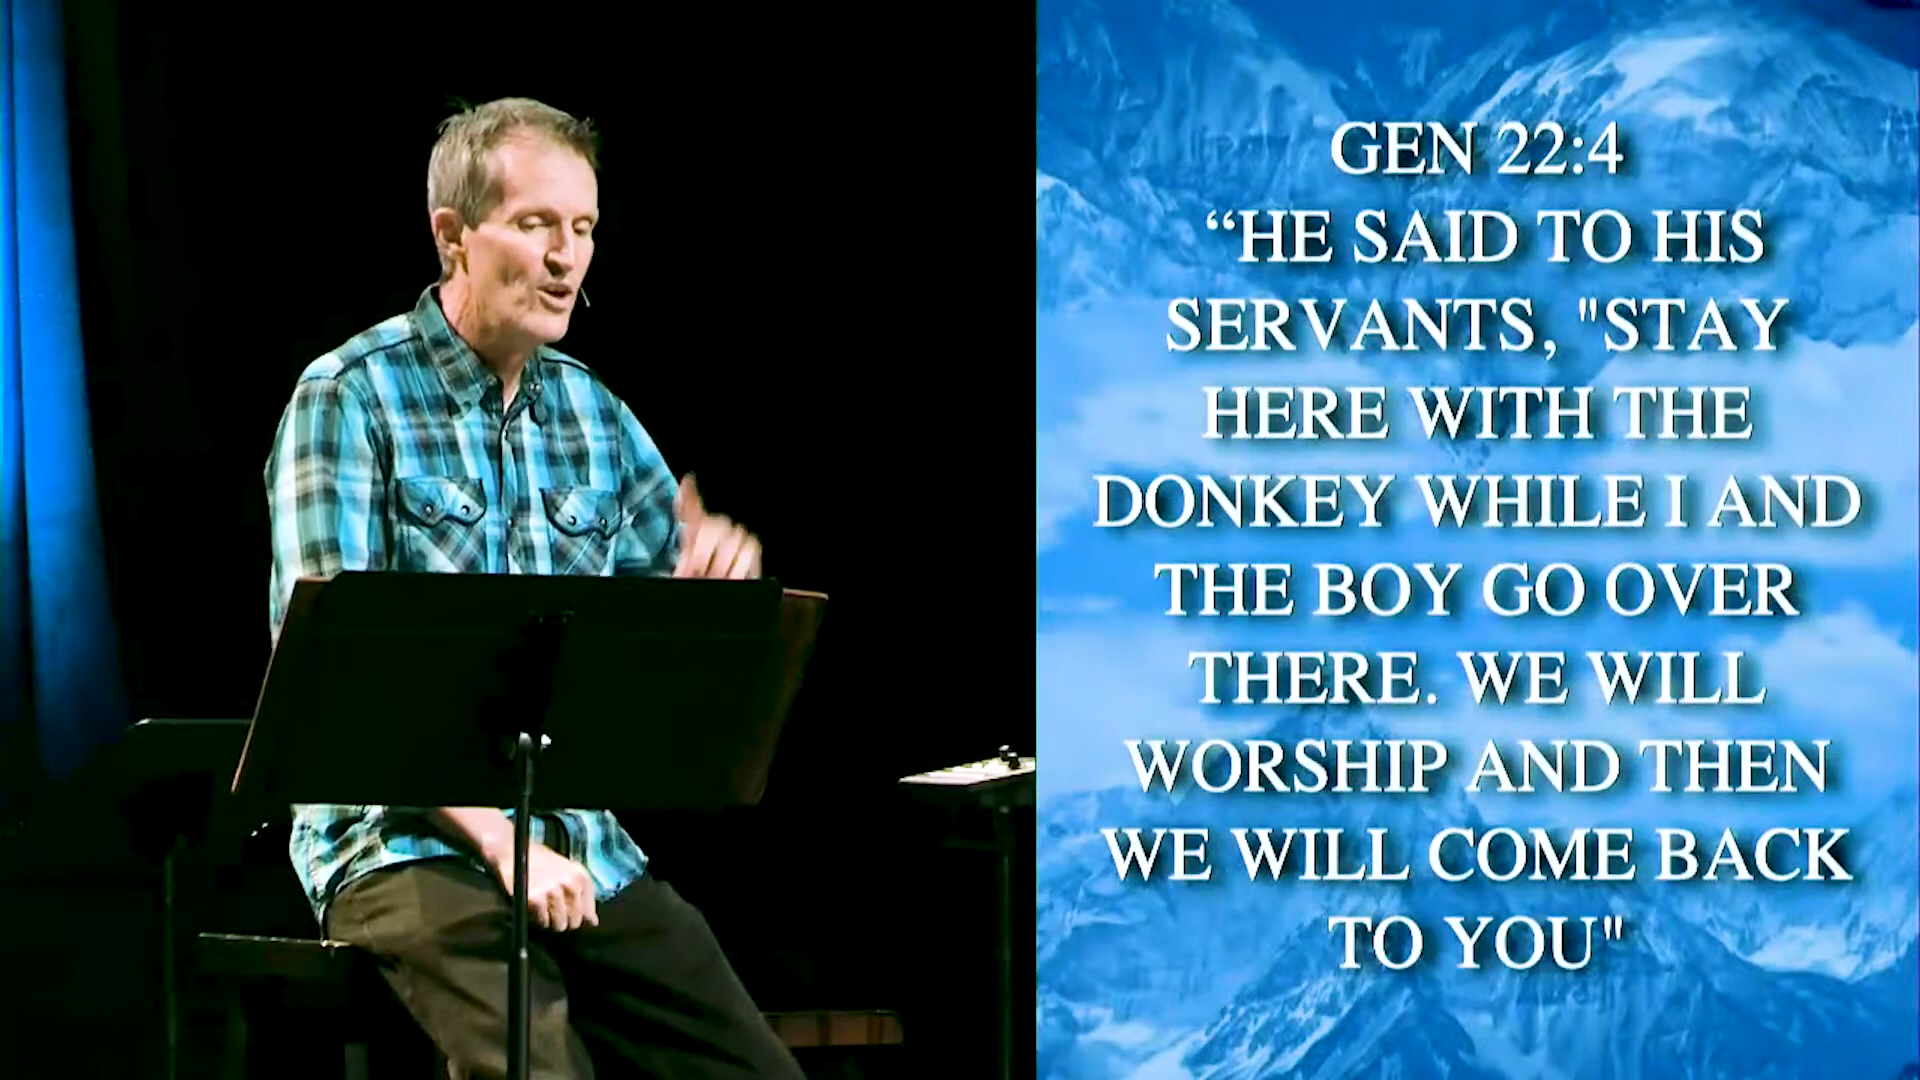 GEN 22:4
“HE SAID TO HIS
SERVANTS, "STAY
HERE WITH THE
DONKEY WHILE I AND
THE BOY GO OVER
THERE. WE WILL
WORSHIP AND THEN
WE WILL COME BACK
TO YOU"